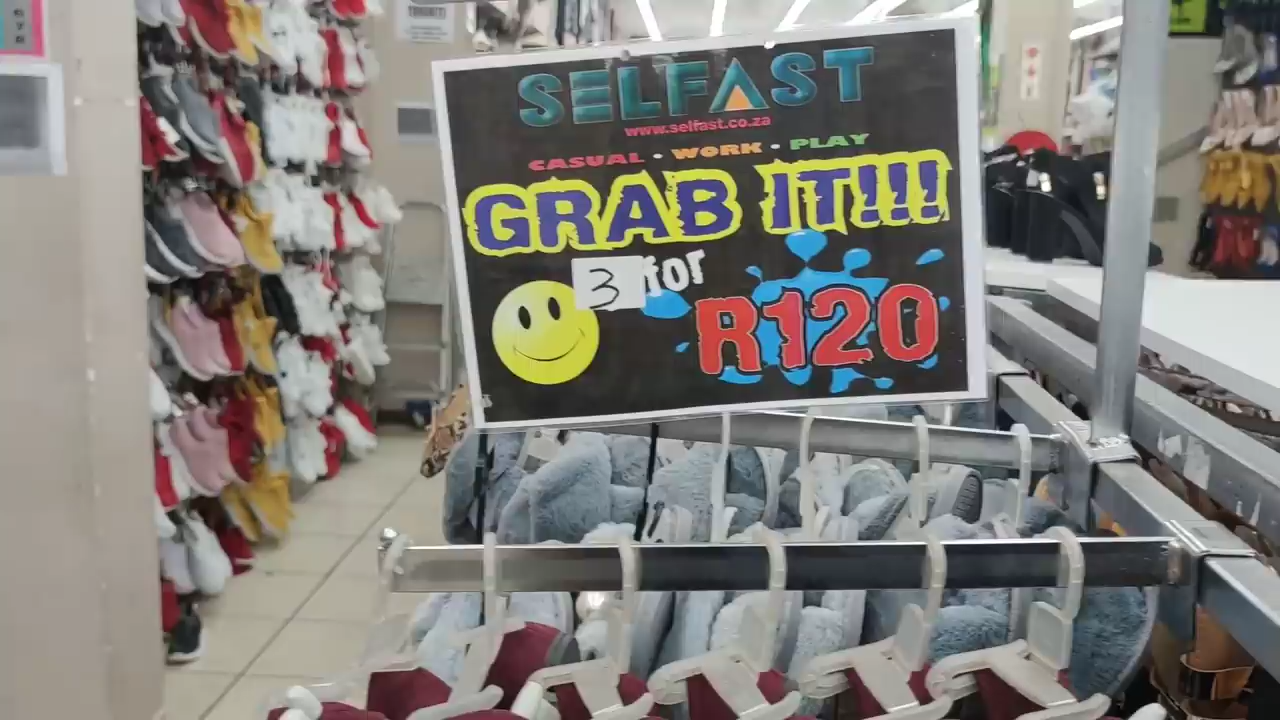 SELFAST
www.selfast.co.za
CASUAL · WORK · PLAY
GRAB IT!!!
3 for
R120